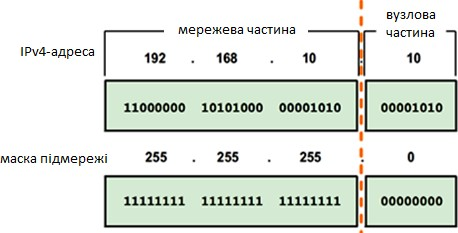 мережева частина
вузлова
частина
IPv4-адреса
192 . 168 . 10 . 10
11000000 10101000 00001010 00001010
маска підмережі
255 . 255 . 255 . 0
11111111 11111111 11111111 00000000